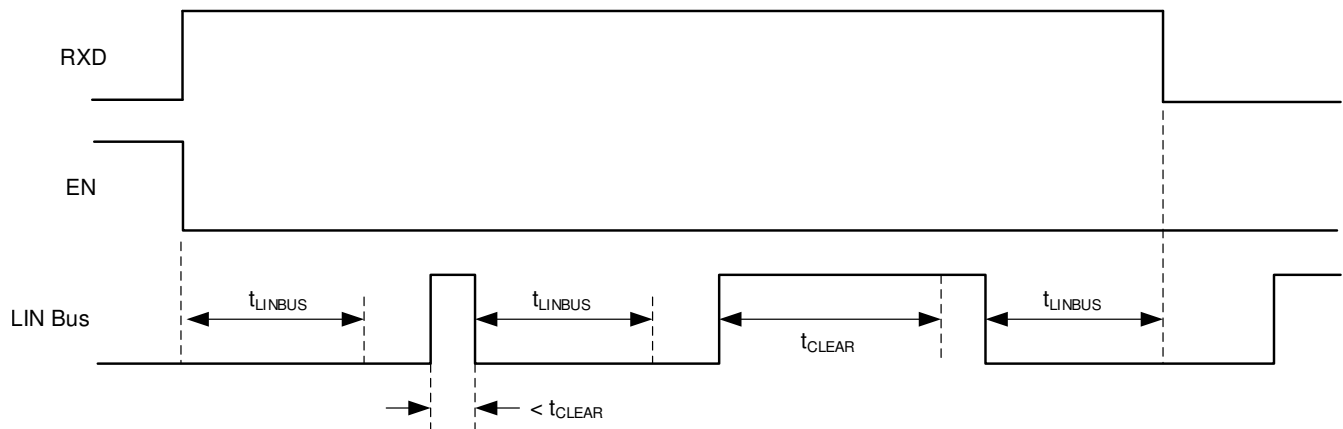 RXD
EN
LIN Bus
tLINBUS
tLINBUS
tCLEAR
tLINBUS
< tCLEAR